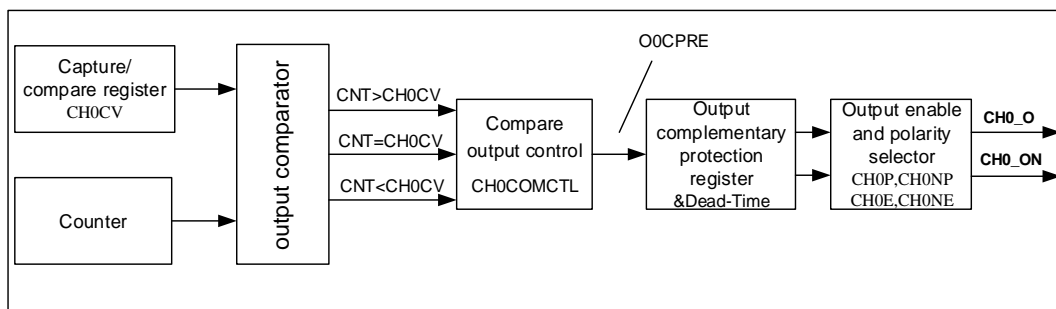 Capture/
compare register
CH0CV
Counter
output comparator
CNT>CH0CV
CNT=CH0CV
CNT<CH0CV
Compare
output control
CH0COMCTL
O0CPRE
Output
complementary
protection
register
&Dead-Time
Output enable
and polarity
selector
CH0P,CH0NP
CH0E,CH0NE
CH0_O
CH0_ON